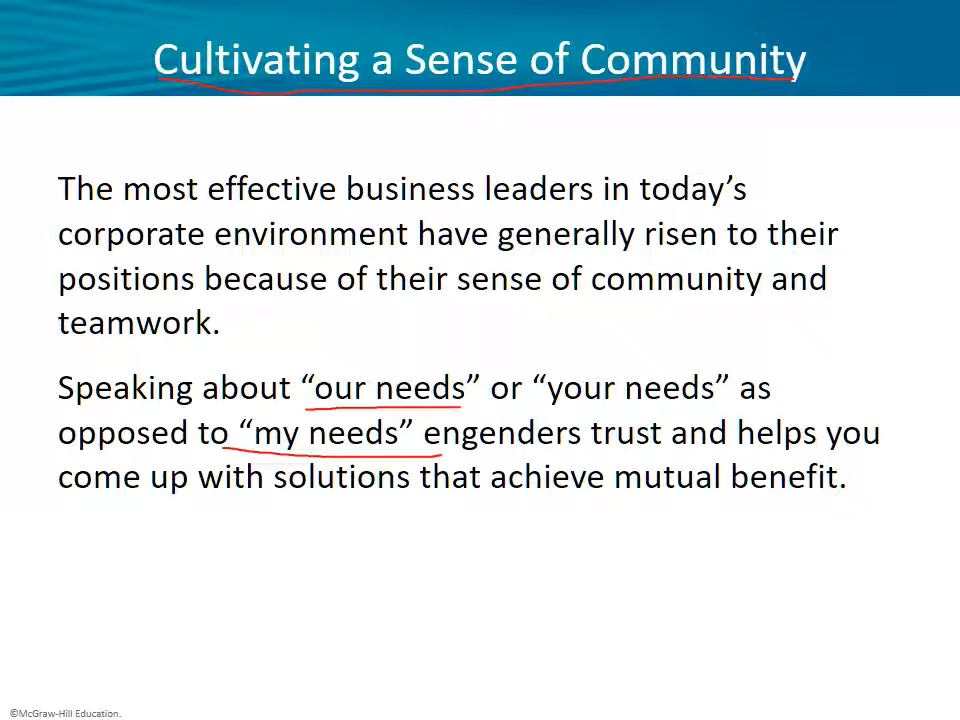 Cultivating a Sense of Community
The most effective business leaders in today’s
corporate environment have generally risen to their
positions because of their sense of community and
teamwork.
Speaking about “our needs” or “your needs” as
opposed to “my needs” engenders trust and helps you
come up with solutions that achieve mutual benefit.
©McGraw-Hill Education.